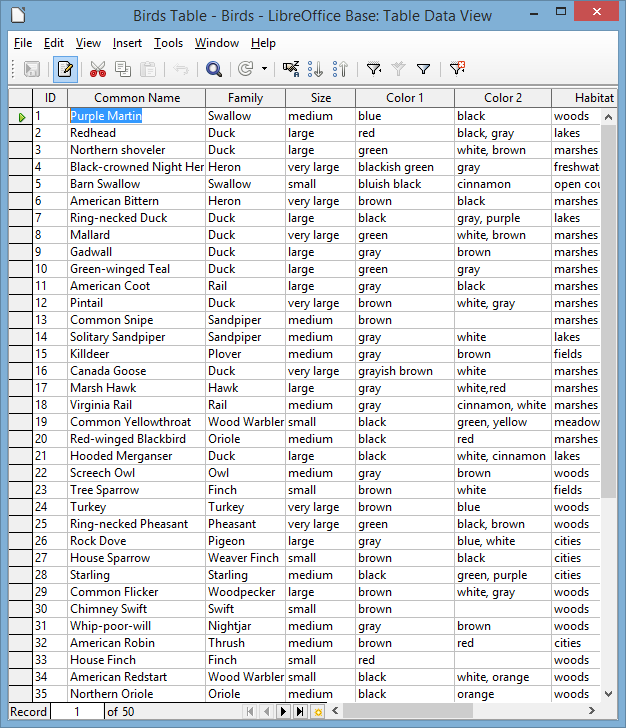 Birds Table - Birds - LibreOffice Base: Table Data View
File Edit View Insert Tools Window Help
ID Common Name Family Size Color 1 Color 2 Habitat
1 Purple Martin Swallow medium blue black woods
2 Redhead Duck large red black, gray lakes
3 Northern shoveler Duck large green white, brown marshes
4 Black-crowned Night Her Heron very large blackish green gray freshwat
5 Barn Swallow Swallow small bluish black cinnamon open cou
6 American Bittern Heron very large brown black marshes
7 Ring-necked Duck Duck large black gray, purple lakes
8 Mallard Duck very large green white, brown marshes
9 Gadwall Duck large gray brown marshes
10 Green-winged Teal Duck large green gray marshes
11 American Coot Rail large gray black marshes
12 Pintail Duck very large brown white, gray marshes
13 Common Snipe Sandpiper medium brown marshes
14 Solitary Sandpiper Sandpiper medium gray white lakes
15 Killdeer Plover medium gray brown fields
16 Canada Goose Duck very large grayish brown white marshes
17 Marsh Hawk Hawk large gray white,red marshes
18 Virginia Rail Rail medium gray cinnamon, white marshes
19 Common Yellowthroat Wood Warbler small black green, yellow meadow
20 Red-winged Blackbird Oriole medium black red marshes
21 Hooded Merganser Duck large black white, cinnamon lakes
22 Screech Owl Owl medium gray brown woods
23 Tree Sparrow Finch small brown white fields
24 Turkey Turkey very large brown blue woods
25 Ring-necked Pheasant Pheasant very large green black, brown woods
26 Rock Dove Pigeon large gray blue, white cities
27 House Sparrow Weaver Finch small brown black cities
28 Starling Starling medium black green, purple cities
29 Common Flicker Woodpecker large brown white, gray woods
30 Chimney Swift Swift small brown woods
31 Whip-poor-will Nightjar medium gray brown woods
32 American Robin Thrush medium brown red cities
33 House Finch Finch small red woods
34 American Redstart Wood Warbler small black white, orange woods
35 Northern Oriole Oriole medium black orange woods
Record 1 of 50